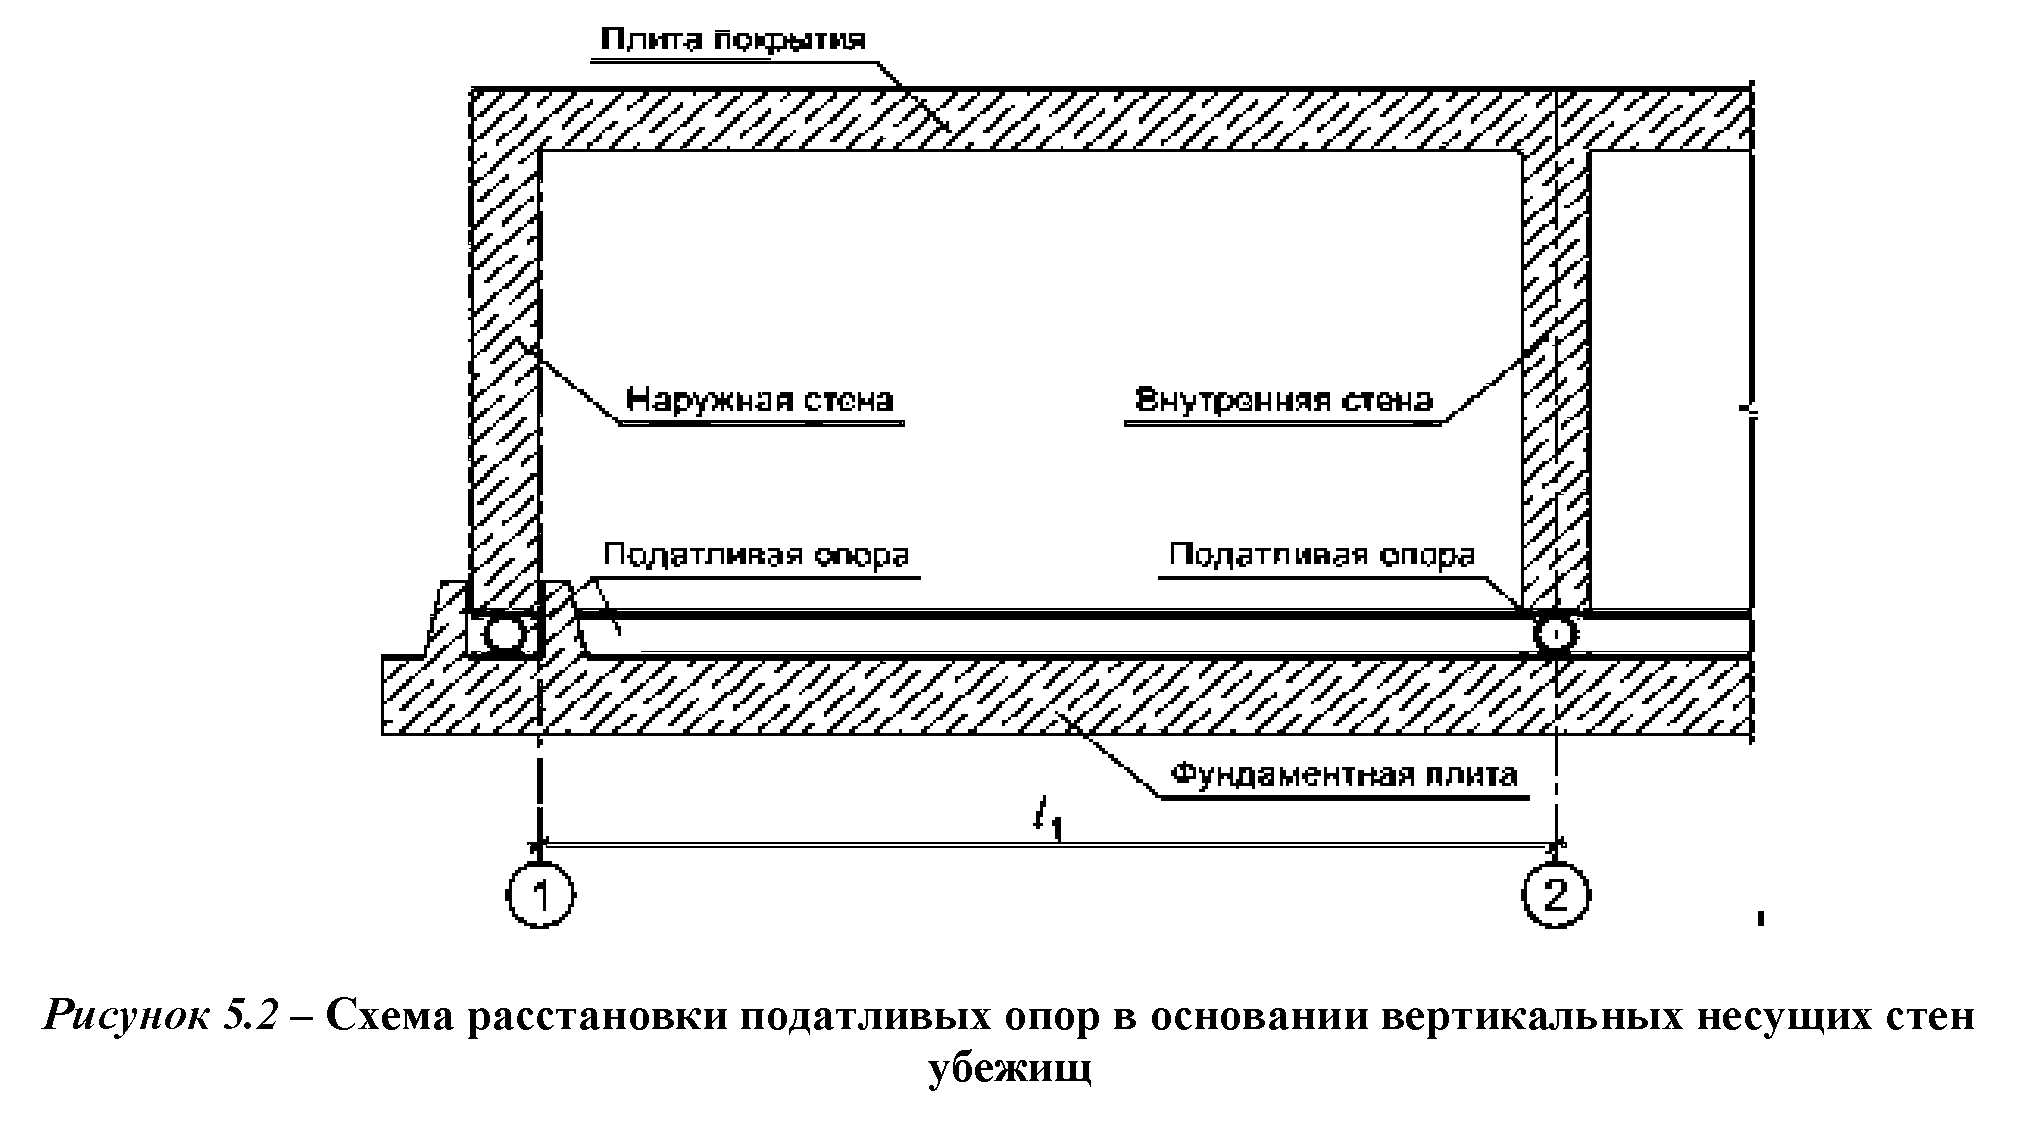 Плита покрытия
Наружная стена
Внутренняя стена
Податливая опора
Податливая опора
Фундаментная плита
l1
1
2
Рисунок 5.2 – Схема расстановки податливых опор в основании вертикальных несущих стен
убежищ